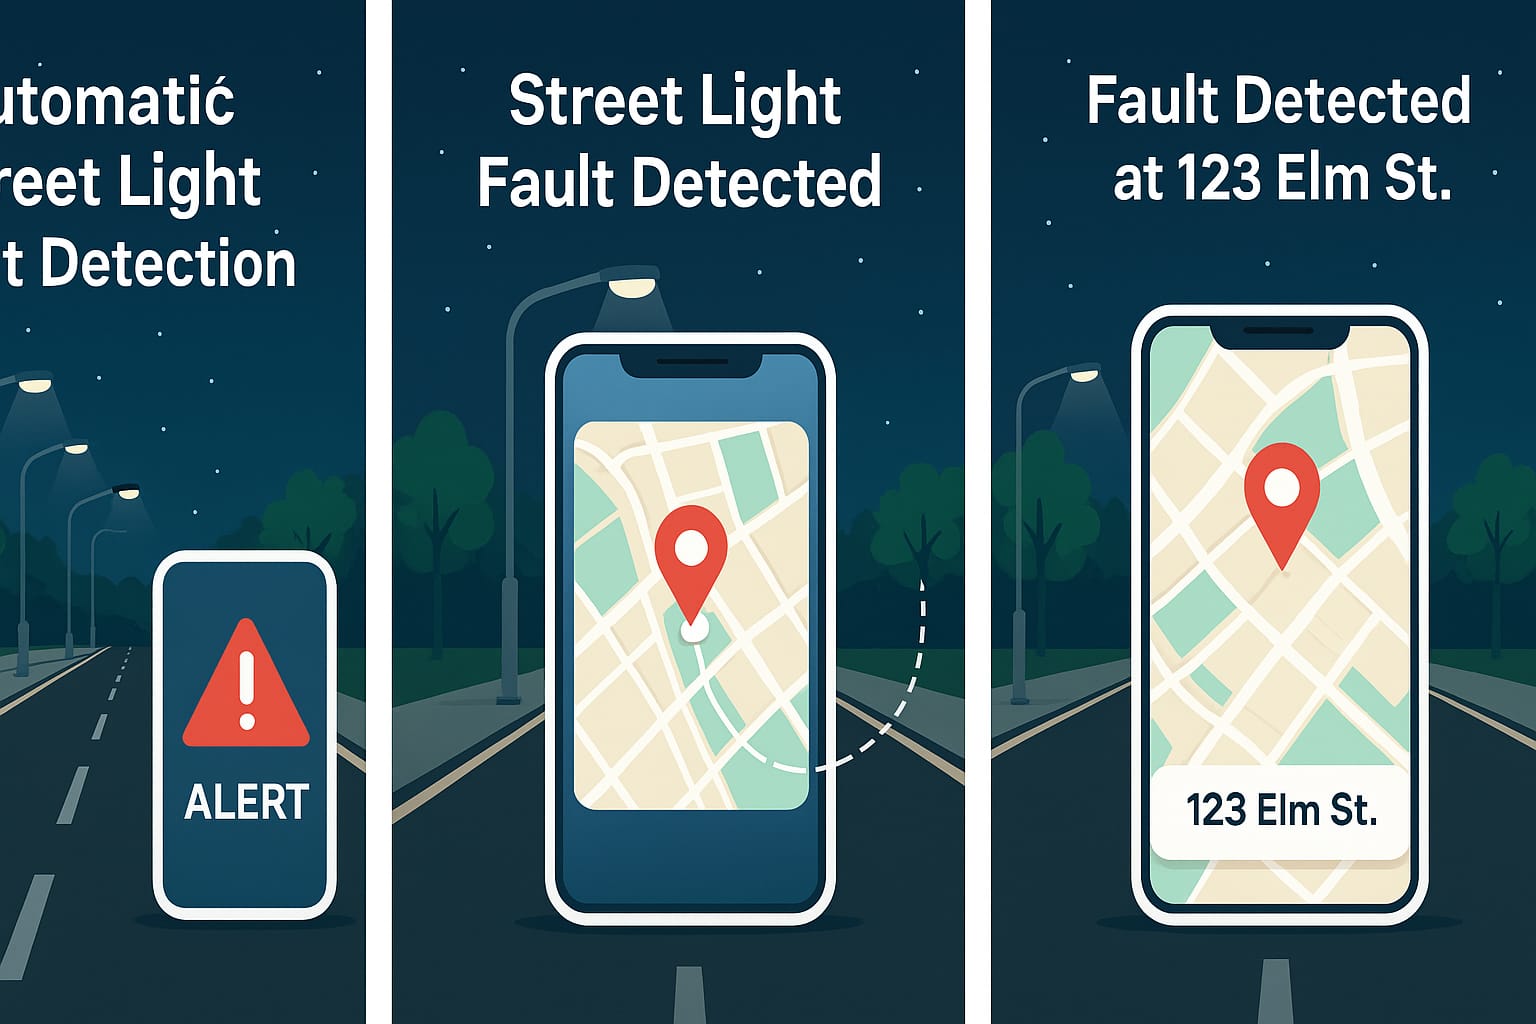 utomatić
reet Light
t Detection
ALERT
Street Light
Fault Detected
Fault Detected
at 123 Elm St.
123 Elm St.